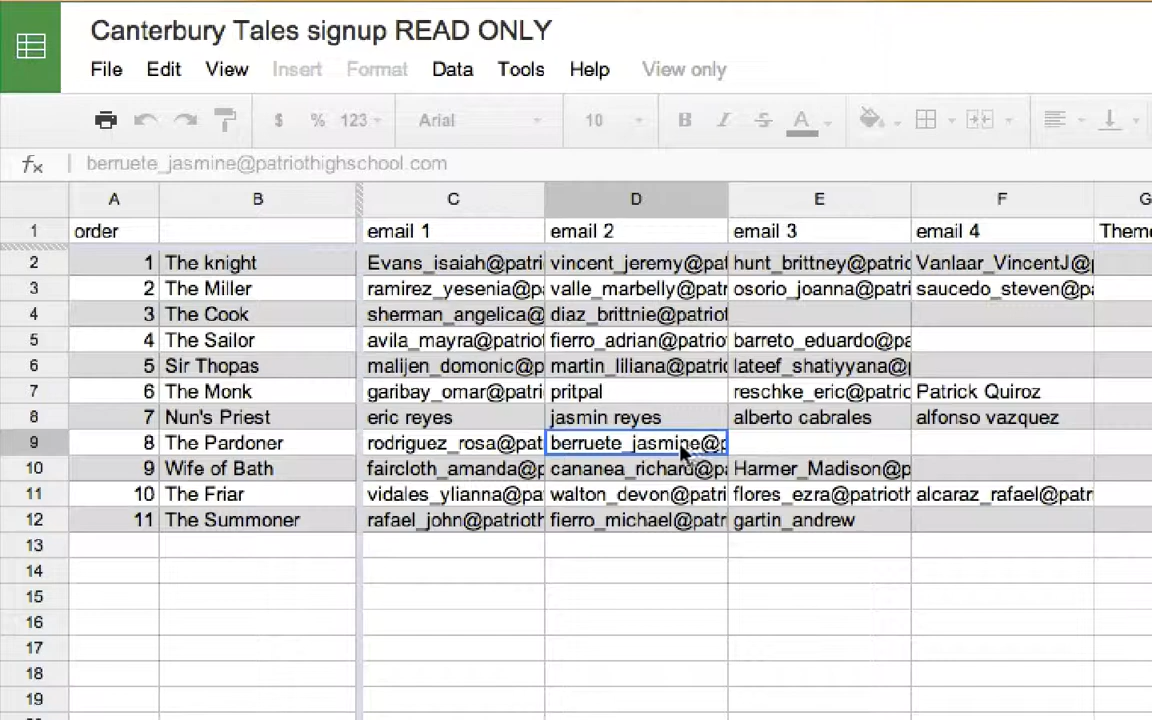 Canterbury Tales signup READ ONLY
File Edit View Insert Format Data Tools Help View only
$ % 123 Arial 10 B I S A
fx berruete_jasmine@patriothighschool.com
A B C D E F G
1 order email 1 email 2 email 3 email 4 Theme
2 1 The knight Evans_isaiah@patri vincent_jeremy@pat hunt_brittney@patric Vanlaar_VincentJ@p
3 2 The Miller ramirez_yesenia@pa valle_marbelly@patr osorio_joanna@patri saucedo_steven@pa
4 3 The Cook sherman_angelica@ diaz_brittnie@patriot
5 4 The Sailor avila_mayra@patriot fierro_adrian@patrio barreto_eduardo@pa
6 5 Sir Thopas malijen_domonic@p martin_liliana@patri lateef_shatiyyana@p
7 6 The Monk garibay_omar@patri pritpal reschke_eric@patric Patrick Quiroz
8 7 Nun's Priest eric reyes jasmin reyes alberto cabrales alfonso vazquez
9 8 The Pardoner rodriguez_rosa@pat berruete_jasmine@p
10 9 Wife of Bath faircloth_amanda@p cananea_richard@pa Harmer_Madison@p
11 10 The Friar vidales_ylianna@pa walton_devon@patri flores_ezra@patrioth alcaraz_rafael@patr
12 11 The Summoner rafael_john@patrioth fierro_michael@patr gartin_andrew
13
14
15
16
17
18
19